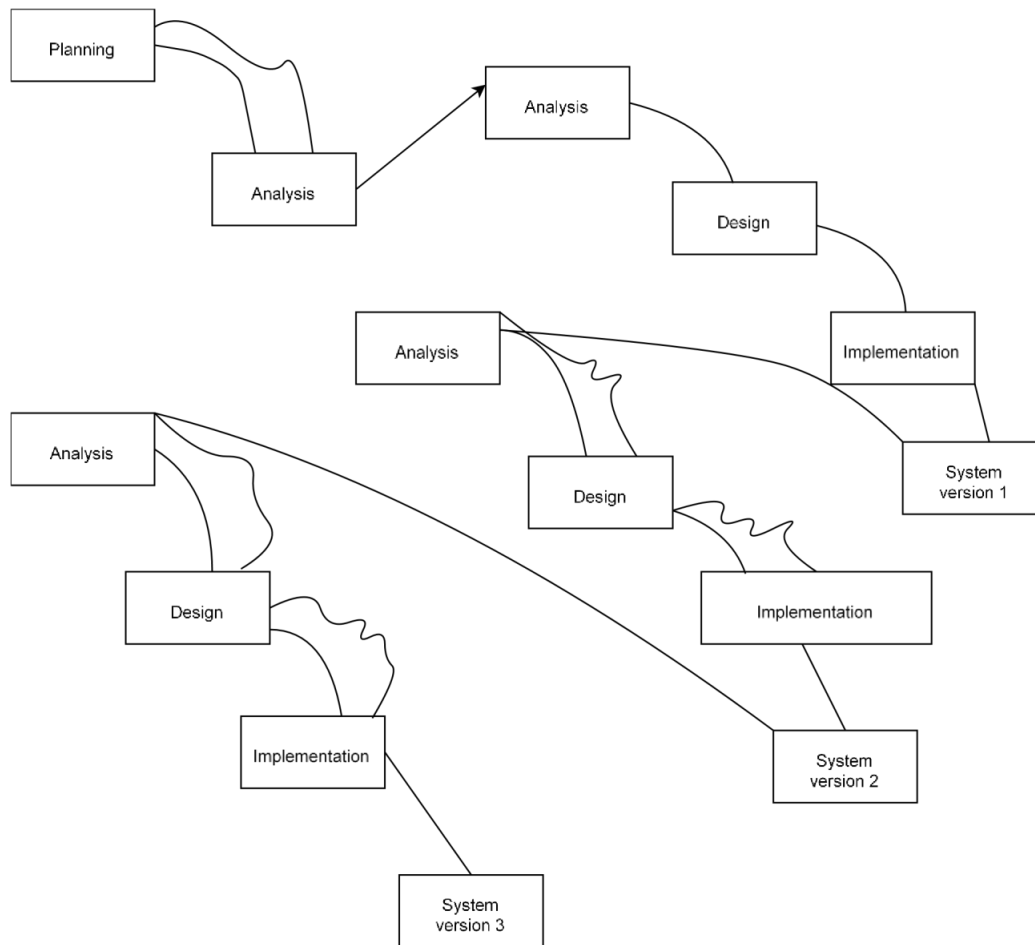 Planning
Analysis
Analysis
Design
Implementation
System
version 1
Analysis
Design
Implementation
System
version 2
Analysis
Design
Implementation
System
version 3